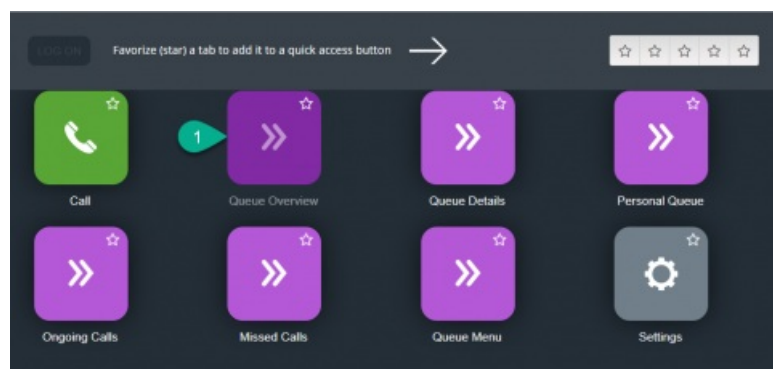 LOG ON
Favorize (star) a tab to add it to a quick access button
1
Call
Queue Overview
Queue Details
Personal Queue
Ongoing Calls
Missed Calls
Queue Menu
Settings